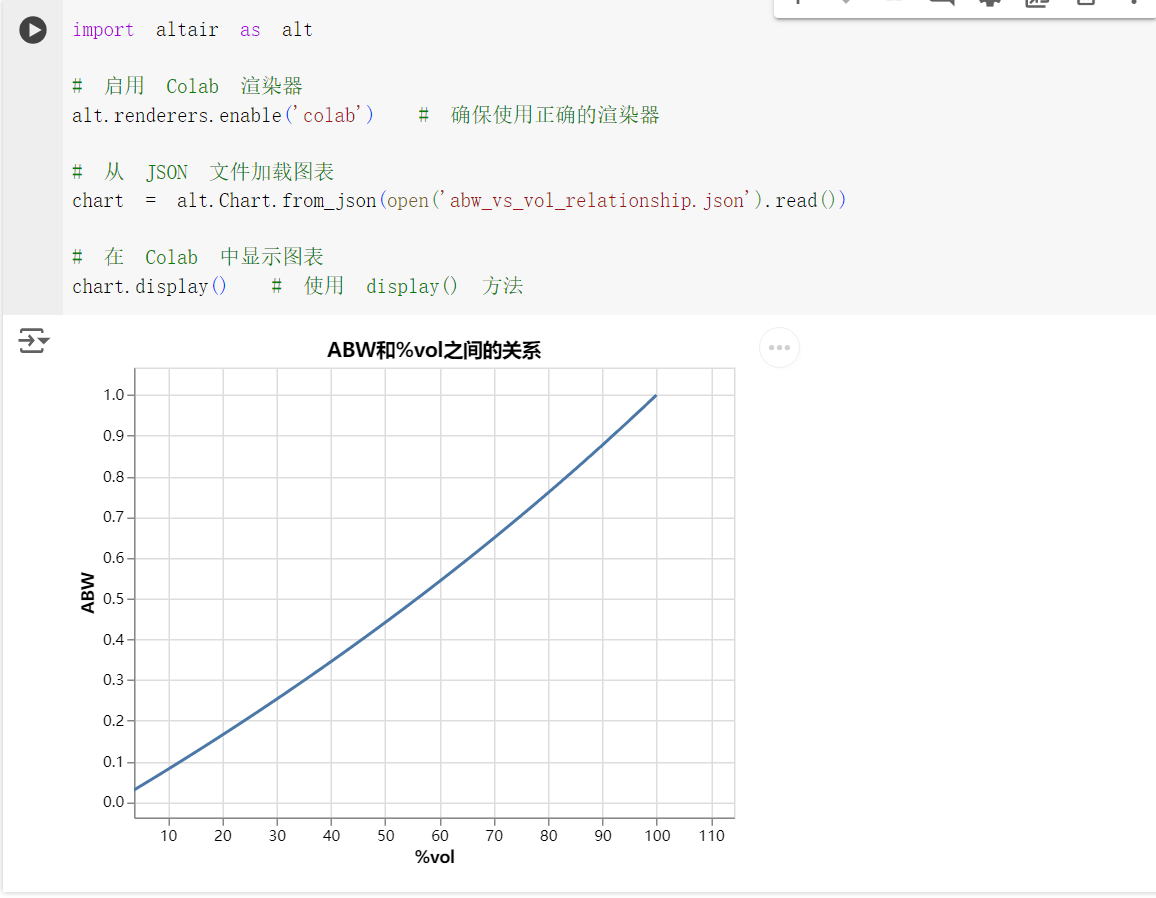 import altair as alt
# 启用 Colab 渲染器
alt.renderers.enable('colab') # 确保使用正确的渲染器
# 从 JSON 文件加载图表
chart = alt.Chart.from_json(open('abw_vs_vol_relationship.json').read())
# 在 Colab 中显示图表
chart.display() # 使用 display() 方法
ABW和%vol之间的关系
1.0
0.9
0.8
0.7
0.6
0.5
0.4
0.3
0.2
0.1
0.0
ABW
10 20 30 40 50 60 70 80 90 100 110
%vol